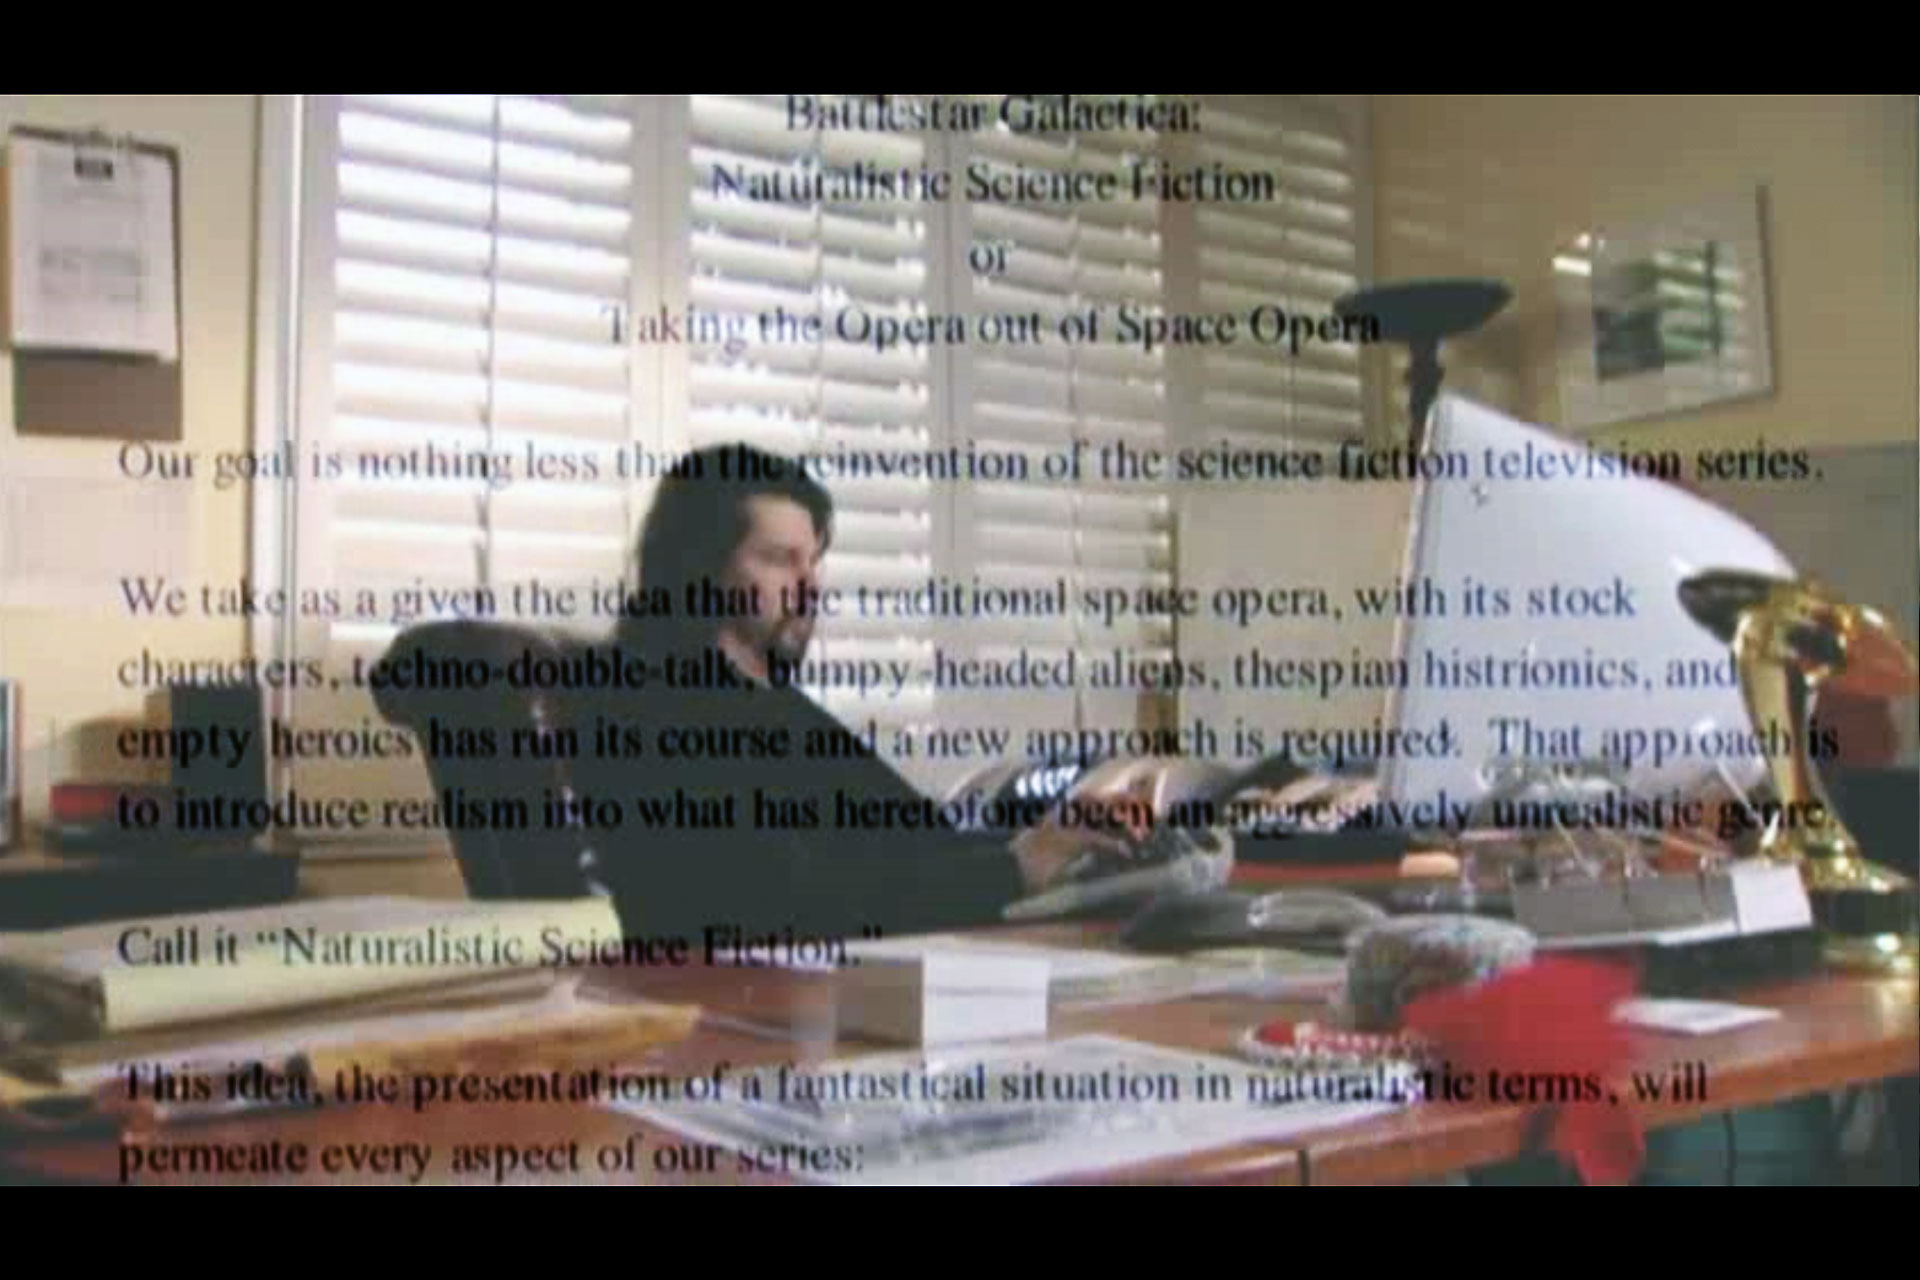 Battlestar Galactica:
Naturalistic Science Fiction
or
Taking the Opera out of Space Opera
Our goal is nothing less than the reinvention of the science fiction television series.
We take as a given the idea that the traditional space opera, with its stock
characters, techno-double-talk, bumpy-headed aliens, thespian histrionics, and
empty heroics has run its course and a new approach is required. That approach is
to introduce realism into what has heretofore been an aggressively unrealistic genre.
Call it “Naturalistic Science Fiction.”
This idea, the presentation of a fantastical situation in naturalistic terms, will
permeate every aspect of our series: